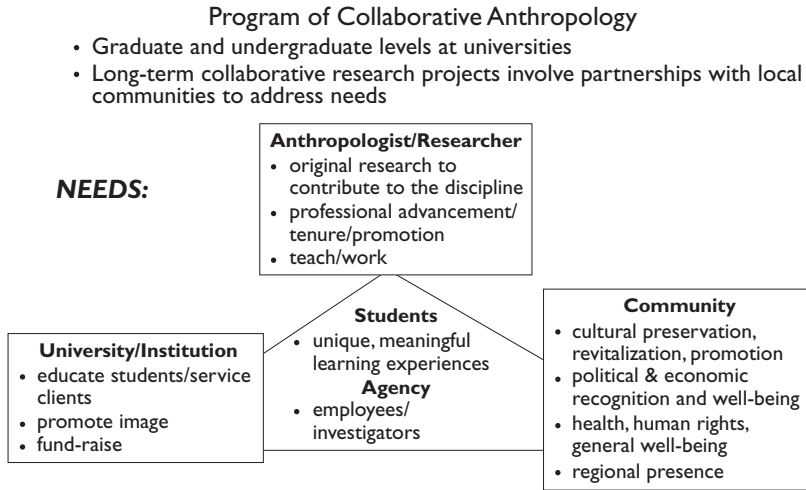 Program of Collaborative Anthropology
• Graduate and undergraduate levels at universities
• Long-term collaborative research projects involve partnerships with local
communities to address needs
NEEDS:
Anthropologist/Researcher
• original research to
contribute to the discipline
• professional advancement/
tenure/promotion
• teach/work
University/Institution
• educate students/service
clients
• promote image
• fund-raise
Students
• unique, meaningful
learning experiences
Agency
• employees/
investigators
Community
• cultural preservation,
revitalization, promotion
• political & economic
recognition and well-being
• health, human rights,
general well-being
• regional presence